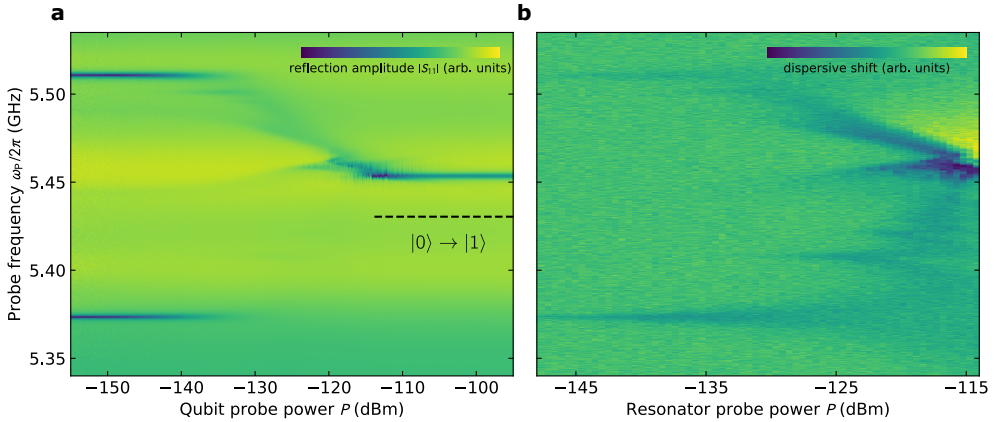 a
b
reflection amplitude |S₁₁| (arb. units)
dispersive shift (arb. units)
Probe frequency ωₚ/2π (GHz)
5.50
5.45
5.40
5.35
|0⟩ → |1⟩
−150
−140
−130
−120
−110
−100
Qubit probe power P (dBm)
−145
−135
−125
−114
Resonator probe power P (dBm)